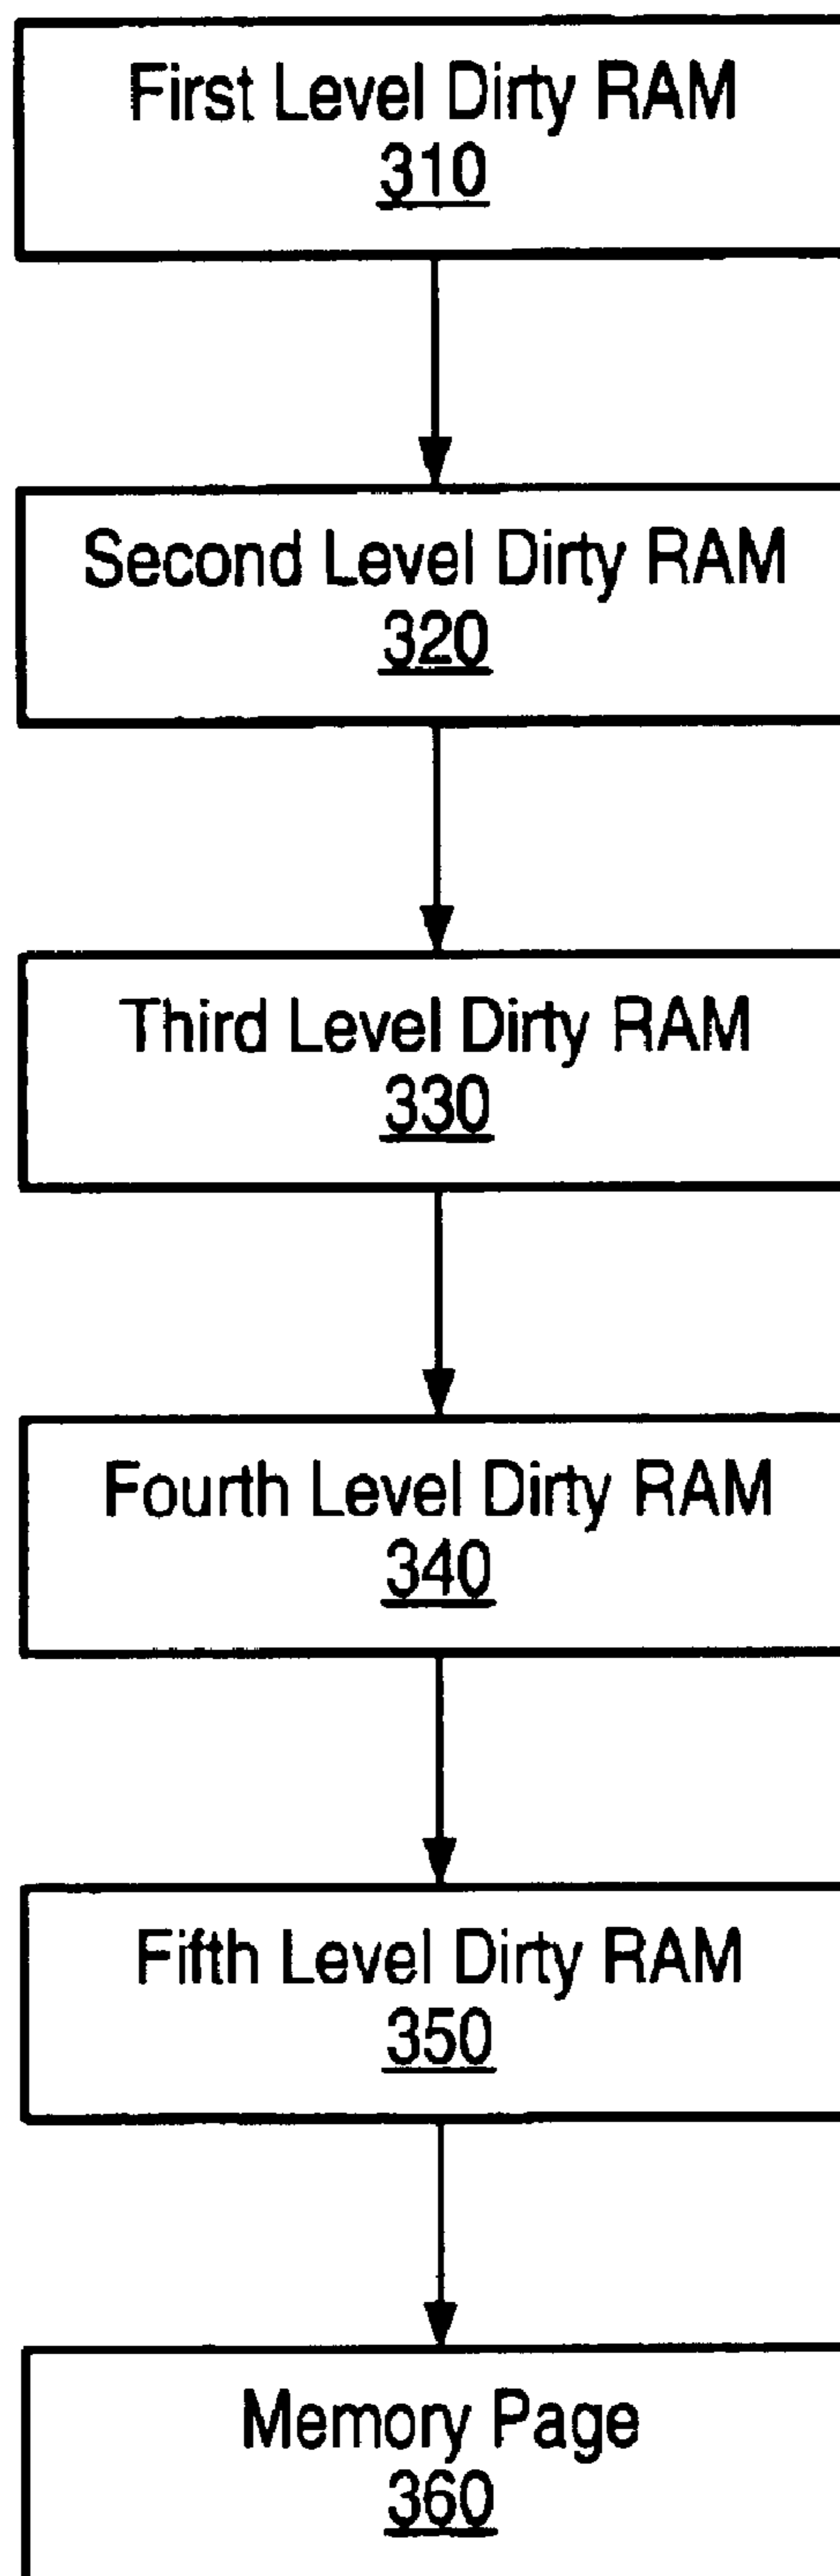 First Level Dirty RAM
310
Second Level Dirty RAM
320
Third Level Dirty RAM
330
Fourth Level Dirty RAM
340
Fifth Level Dirty RAM
350
Memory Page
360